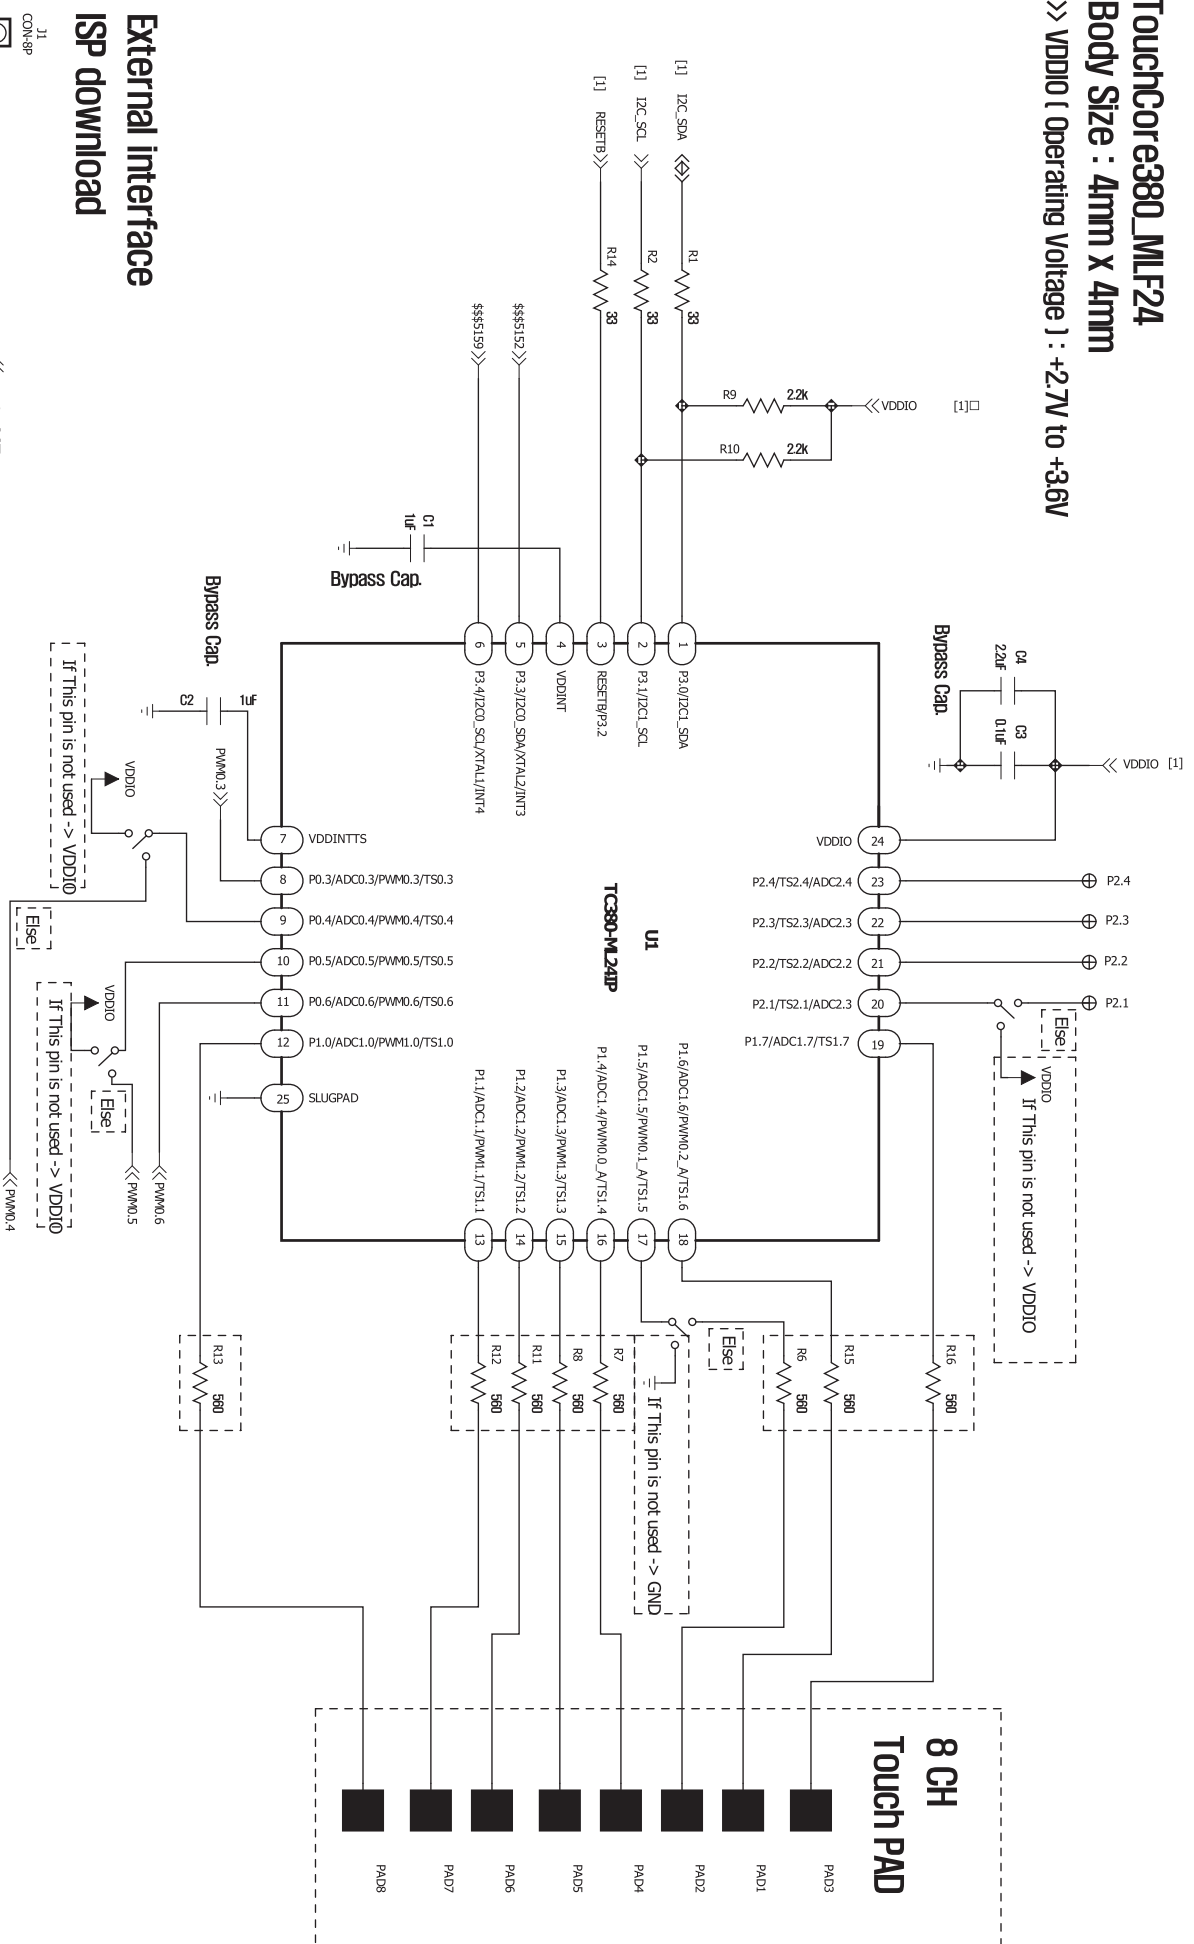 TouchCore380_MLF24
Body Size : 4mm x 4mm
>> VDDIO ( Operating Voltage ) : +2.7V to +3.6V
External interface
ISP download
J1
CON-8P
[1] I2C_SDA
[1] I2C_SCL
[1] RESETB
R1
33
R2
33
R14
33
$$$5152
$$$5159
R9
2.2k
R10
2.2k
VDDIO [1]□
C1
1uF
Bypass Cap.
C4
2.2uF
C3
0.1uF
Bypass Cap.
VDDIO [1]
Bypass Cap.
C2
1uF
PWM0.3
VDDIO
If This pin is not used -> VDDIO
Else
VDDIO
If This pin is not used -> VDDIO
Else
PWM0.6
PWM0.5
PWM0.4
1
P3.0/I2C1_SDA
2
P3.1/I2C1_SCL
3
RESETB/P3.2
4
VDDINT
5
P3.3/I2C0_SDA/XTAL2/INT3
6
P3.4/I2C0_SCL/XTAL1/INT4
7
VDDINTTS
8
P0.3/ADC0.3/PWM0.3/TS0.3
9
P0.4/ADC0.4/PWM0.4/TS0.4
10
P0.5/ADC0.5/PWM0.5/TS0.5
11
P0.6/ADC0.6/PWM0.6/TS0.6
12
P1.0/ADC1.0/PWM1.0/TS1.0
25
SLUGPAD
U1
TC380-ML24IP
VDDIO
24
P2.4/TS2.4/ADC2.4
23
P2.4
P2.3/TS2.3/ADC2.3
22
P2.3
P2.2/TS2.2/ADC2.2
21
P2.2
P2.1/TS2.1/ADC2.3
20
P2.1
P1.7/ADC1.7/TS1.7
19
Else
VDDIO
If This pin is not used -> VDDIO
P1.6/ADC1.6/PWM0.2_A/TS1.6
18
P1.5/ADC1.5/PWM0.1_A/TS1.5
17
P1.4/ADC1.4/PWM0.0_A/TS1.4
16
P1.3/ADC1.3/PWM1.3/TS1.3
15
P1.2/ADC1.2/PWM1.2/TS1.2
14
P1.1/ADC1.1/PWM1.1/TS1.1
13
Else
If This pin is not used -> GND
R16
560
R15
560
R6
560
R7
560
R8
560
R11
560
R12
560
R13
560
8 CH
Touch PAD
PAD3
PAD1
PAD2
PAD4
PAD5
PAD6
PAD7
PAD8